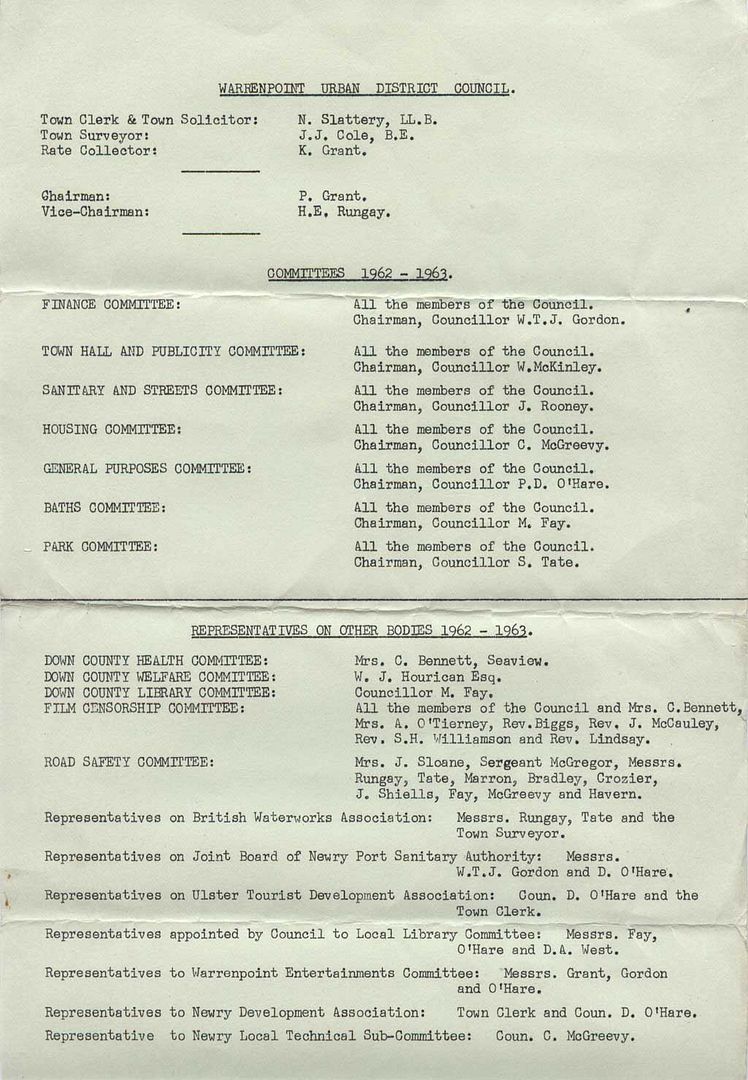 WARRENPOINT URBAN DISTRICT COUNCIL.
Town Clerk & Town Solicitor: N. Slattery, LL.B.
Town Surveyor: J.J. Cole, B.E.
Rate Collector: K. Grant.
Chairman: P. Grant.
Vice-Chairman: H.E. Rungay.
COMMITTEES 1962 - 1963.
FINANCE COMMITTEE: All the members of the Council.
Chairman, Councillor W.T.J. Gordon.
TOWN HALL AND PUBLICITY COMMITTEE: All the members of the Council.
Chairman, Councillor W.McKinley.
SANITARY AND STREETS COMMITTEE: All the members of the Council.
Chairman, Councillor J. Rooney.
HOUSING COMMITTEE: All the members of the Council.
Chairman, Councillor C. McGreevy.
GENERAL PURPOSES COMMITTEE: All the members of the Council.
Chairman, Councillor P.D. O'Hare.
BATHS COMMITTEE: All the members of the Council.
Chairman, Councillor M. Fay.
PARK COMMITTEE: All the members of the Council.
Chairman, Councillor S. Tate.
REPRESENTATIVES ON OTHER BODIES 1962 - 1963.
DOWN COUNTY HEALTH COMMITTEE: Mrs. C. Bennett, Seaview.
DOWN COUNTY WELFARE COMMITTEE: W. J. Hourican Esq.
DOWN COUNTY LIBRARY COMMITTEE: Councillor M. Fay.
FILM CENSORSHIP COMMITTEE: All the members of the Council and Mrs. C.Bennett,
Mrs. A. O'Tierney, Rev.Biggs, Rev. J. McCauley,
Rev. S.H. Williamson and Rev. Lindsay.
ROAD SAFETY COMMITTEE: Mrs. J. Sloane, Sergeant McGregor, Messrs.
Rungay, Tate, Marron, Bradley, Crozier,
J. Shiells, Fay, McGreevy and Havern.
Representatives on British Waterworks Association: Messrs. Rungay, Tate and the
Town Surveyor.
Representatives on Joint Board of Newry Port Sanitary Authority: Messrs.
W.T.J. Gordon and D. O'Hare.
Representatives on Ulster Tourist Development Association: Coun. D. O'Hare and the
Town Clerk.
Representatives appointed by Council to Local Library Committee: Messrs. Fay,
O'Hare and D.A. West.
Representatives to Warrenpoint Entertainments Committee: Messrs. Grant, Gordon
and O'Hare.
Representatives to Newry Development Association: Town Clerk and Coun. D. O'Hare.
Representative to Newry Local Technical Sub-Committee: Coun. C. McGreevy.